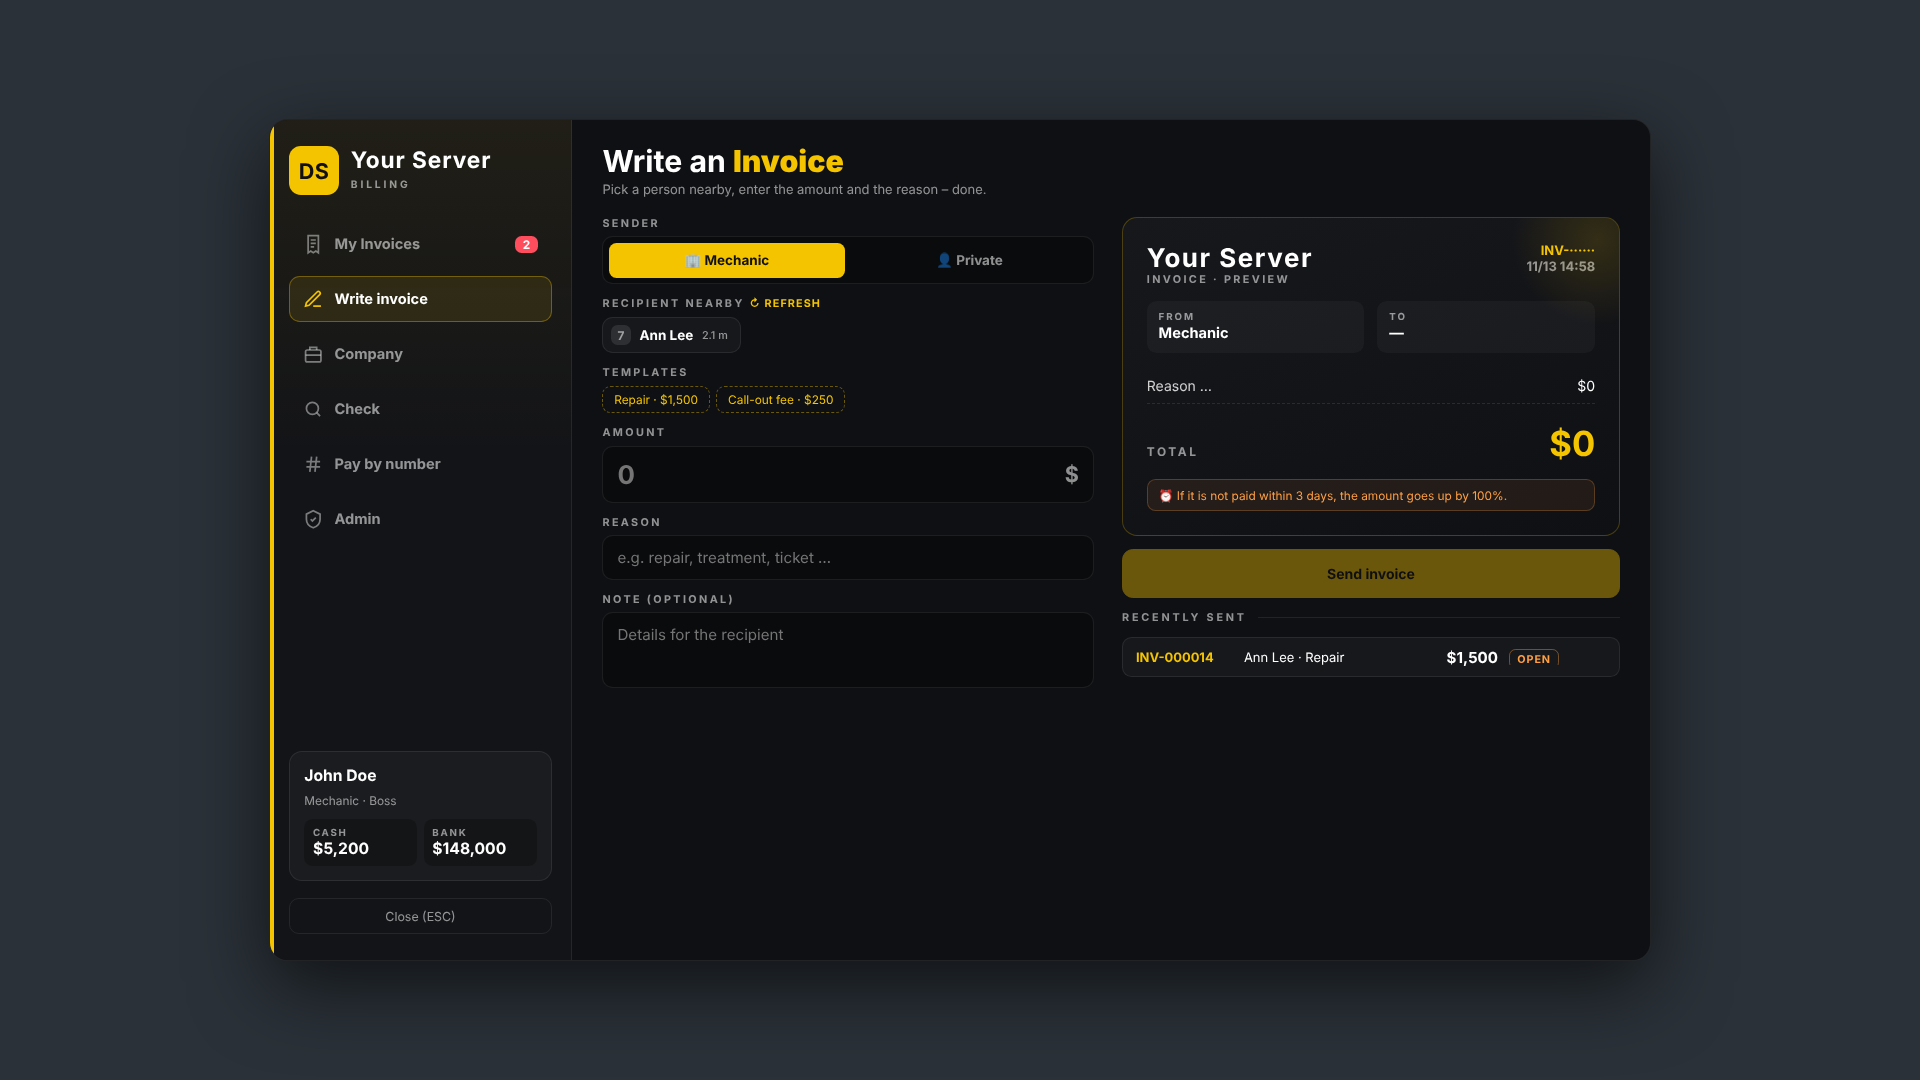 DS
Your Server
BILLING
My Invoices 2
Write invoice
Company
Check
Pay by number
Admin
John Doe
Mechanic · Boss
CASH
$5,200
BANK
$148,000
Close (ESC)
Write an Invoice
Pick a person nearby, enter the amount and the reason – done.
SENDER
🏢 Mechanic
👤 Private
RECIPIENT NEARBY ↻ REFRESH
7 Ann Lee 2.1 m
TEMPLATES
Repair · $1,500
Call-out fee · $250
AMOUNT
0 $
REASON
e.g. repair, treatment, ticket ...
NOTE (OPTIONAL)
Details for the recipient
Your Server
INVOICE · PREVIEW
INV-······
11/13 14:58
FROM
Mechanic
TO
—
Reason ... $0
TOTAL $0
⏰ If it is not paid within 3 days, the amount goes up by 100%.
Send invoice
RECENTLY SENT
INV-000014 Ann Lee · Repair $1,500 OPEN